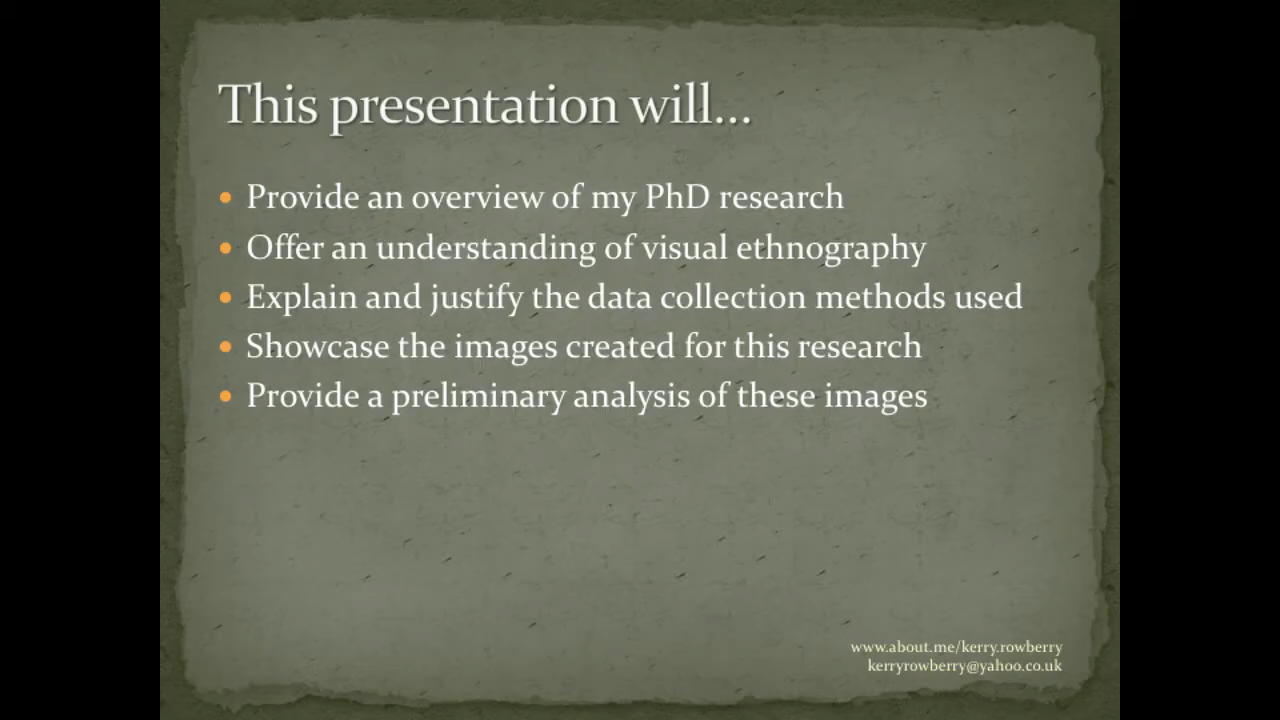 This presentation will...
Provide an overview of my PhD research
Offer an understanding of visual ethnography
Explain and justify the data collection methods used
Showcase the images created for this research
Provide a preliminary analysis of these images
www.about.me/kerry.rowberry
kerryrowberry@yahoo.co.uk